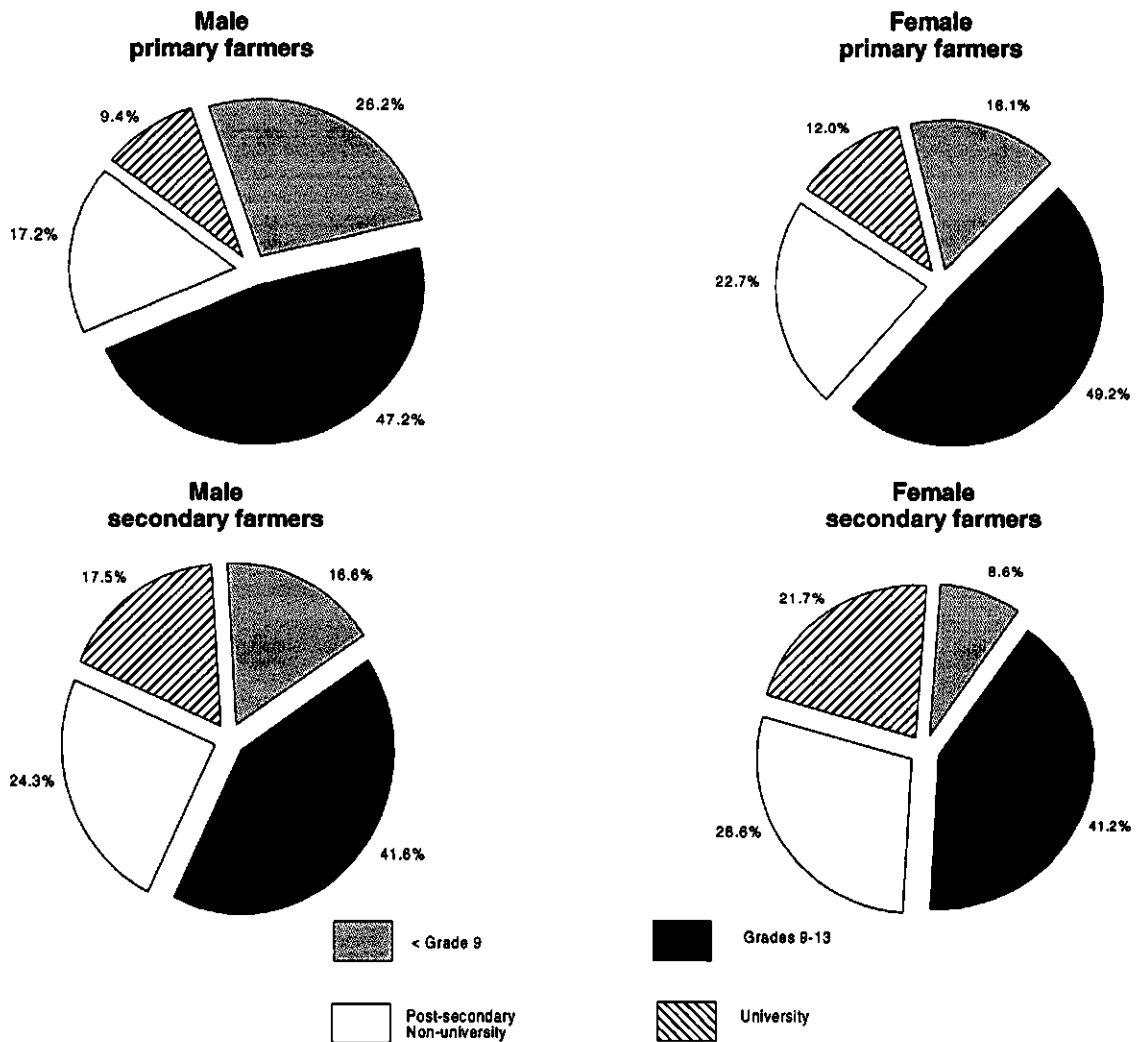 Male
primary farmers
9.4%
26.2%
17.2%
47.2%
Female
primary farmers
12.0%
16.1%
22.7%
49.2%
Male
secondary farmers
17.5%
16.6%
24.3%
41.6%
Female
secondary farmers
21.7%
8.6%
28.6%
41.2%
< Grade 9
Grades 9-13
Post-secondary
Non-university
University